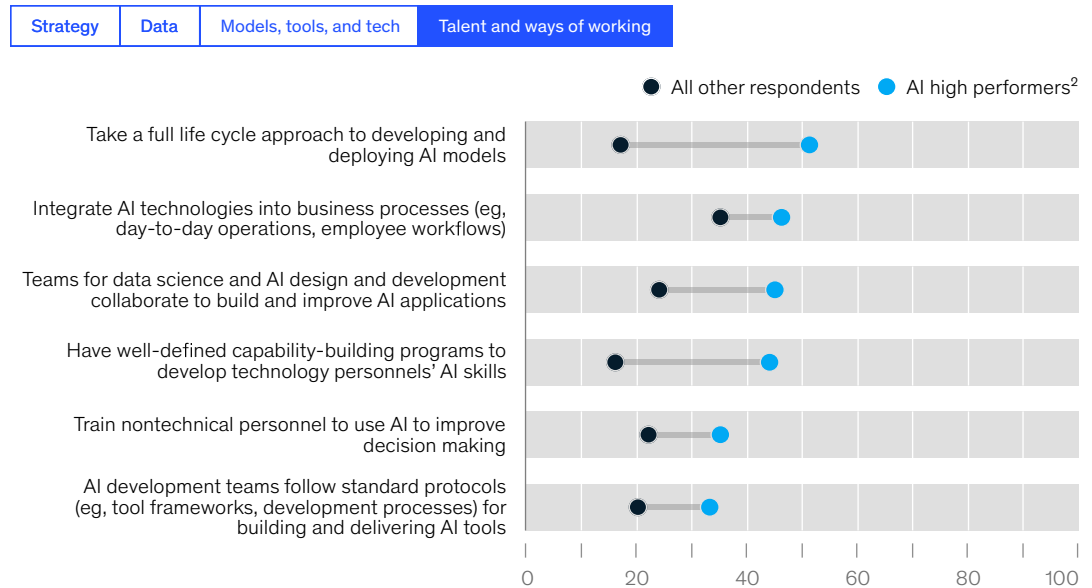 Strategy
Data
Models, tools, and tech
Talent and ways of working
All other respondents
AI high performers²
Take a full life cycle approach to developing and
deploying AI models
Integrate AI technologies into business processes (eg,
day-to-day operations, employee workflows)
Teams for data science and AI design and development
collaborate to build and improve AI applications
Have well-defined capability-building programs to
develop technology personnels’ AI skills
Train nontechnical personnel to use AI to improve
decision making
AI development teams follow standard protocols
(eg, tool frameworks, development processes) for
building and delivering AI tools
0 20 40 60 80 100